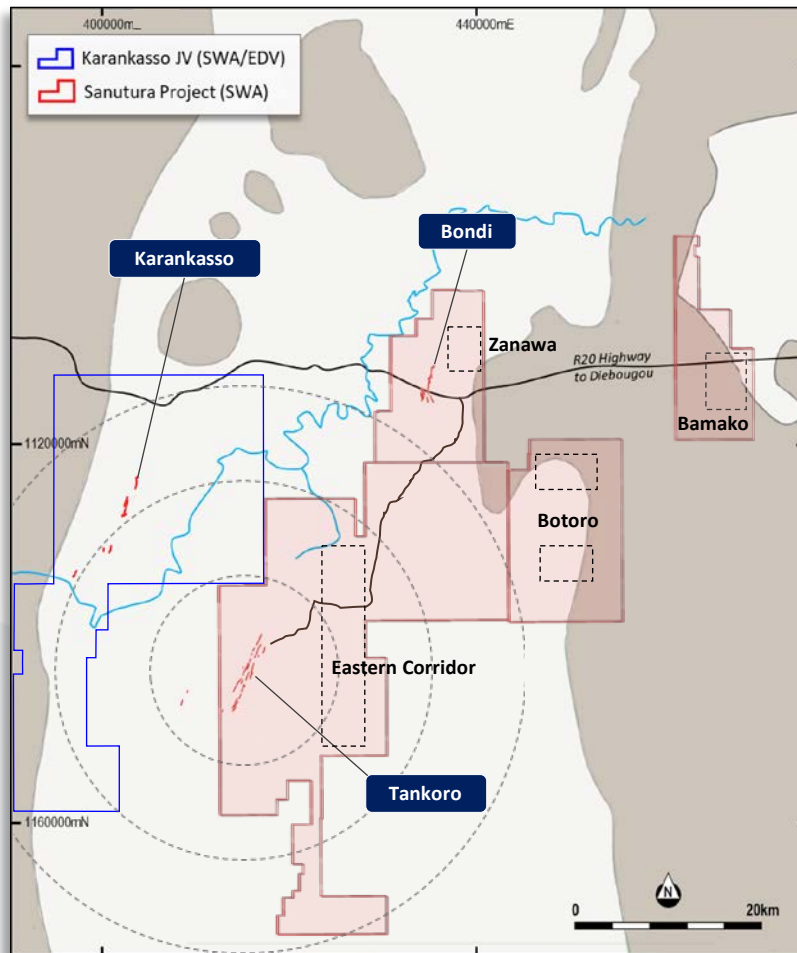 400000m_
440000mE
Karankasso JV (SWA/EDV)
Sanutura Project (SWA)
Karankasso
Bondi
Zanawa
R20 Highway
to Diebougou
Bamako
1120000mN
Botoro
Eastern Corridor
Tankoro
1160000mN
N
0
20km